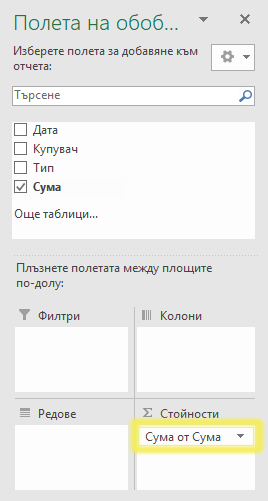 Полета на обоб...
Изберете полета за добавяне към
отчета:
Търсене
Дата
Купувач
Тип
Сума
Още таблици...
Плъзнете полетата между площите
по-долу:
Филтри
Колони
Редове
Σ Стойности
Сума от Сума